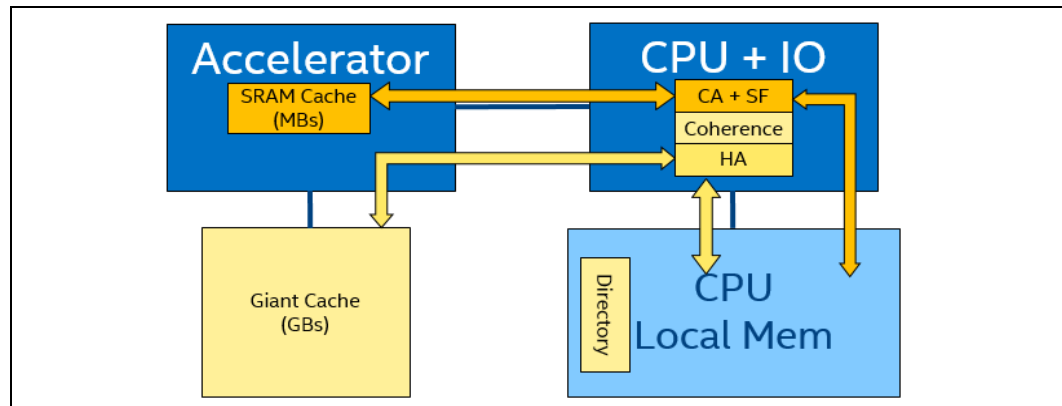 Accelerator
SRAM Cache
(MBs)
CPU + IO
CA + SF
Coherence
HA
Giant Cache
(GBs)
Directory
CPU
Local Mem